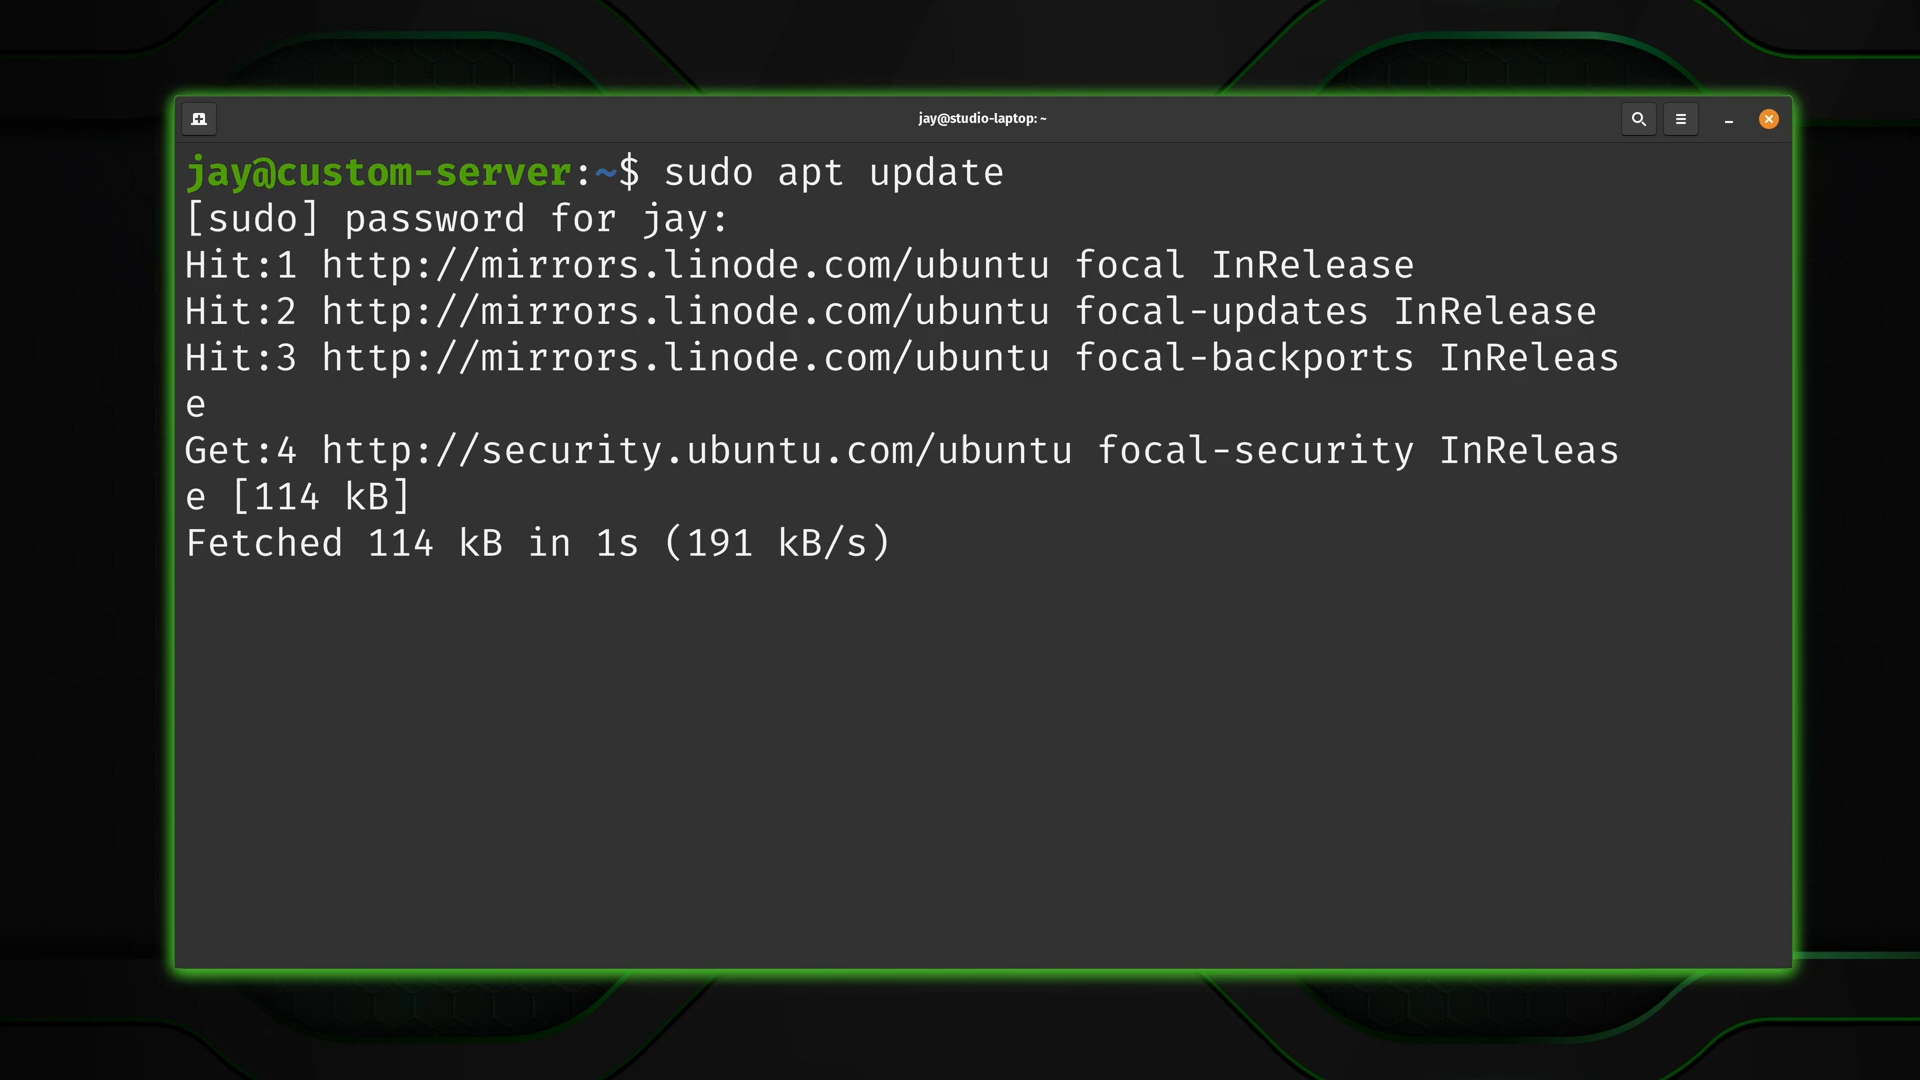 jay@studio-laptop: ~
jay@custom-server:~$ sudo apt update
[sudo] password for jay:
Hit:1 http://mirrors.linode.com/ubuntu focal InRelease
Hit:2 http://mirrors.linode.com/ubuntu focal-updates InRelease
Hit:3 http://mirrors.linode.com/ubuntu focal-backports InReleas
e
Get:4 http://security.ubuntu.com/ubuntu focal-security InReleas
e [114 kB]
Fetched 114 kB in 1s (191 kB/s)